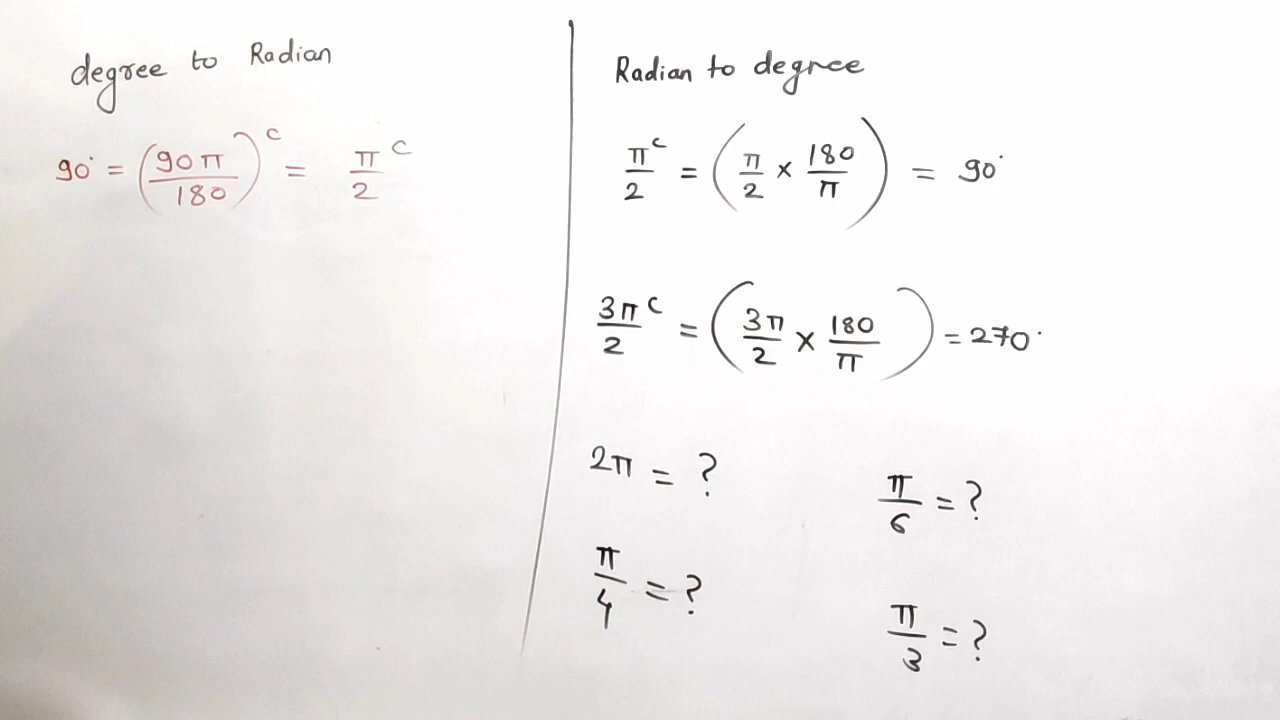 degree to Radian
90° = (90π/180)ᶜ = π/2 ᶜ
Radian to degree
π/2 ᶜ = (π/2 × 180/π) = 90°
3π/2 ᶜ = (3π/2 × 180/π) = 270°
2π = ?
π/6 = ?
π/4 = ?
π/3 = ?